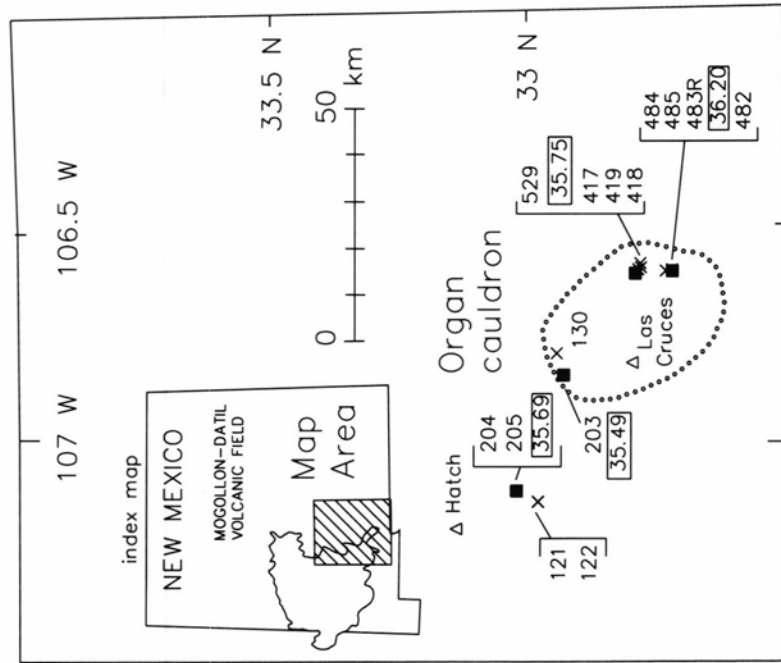 106.5 W
107 W
33.5 N
33 N
index map
NEW MEXICO
MOGOLLON-DATIL
VOLCANIC FIELD
Map
Area
0
50
km
Organ
cauldron
Hatch
Las
Cruces
529
35.75
417
419
418
484
485
483R
36.20
482
130
204
205
35.69
203
35.49
121
122